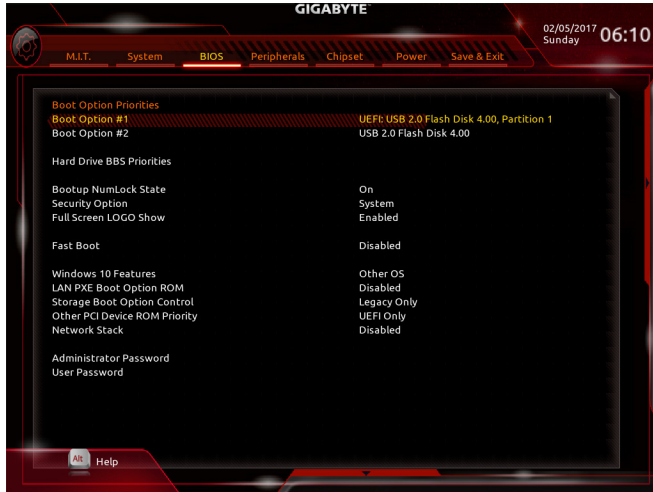 GIGABYTE
02/05/2017 06:10
Sunday
M.I.T. System BIOS Peripherals Chipset Power Save & Exit
Boot Option Priorities
Boot Option #1 UEFI: USB 2.0 Flash Disk 4.00, Partition 1
Boot Option #2 USB 2.0 Flash Disk 4.00
Hard Drive BBS Priorities
Bootup NumLock State On
Security Option System
Full Screen LOGO Show Enabled
Fast Boot Disabled
Windows 10 Features Other OS
LAN PXE Boot Option ROM Disabled
Storage Boot Option Control Legacy Only
Other PCI Device ROM Priority UEFI Only
Network Stack Disabled
Administrator Password
User Password
Alt Help